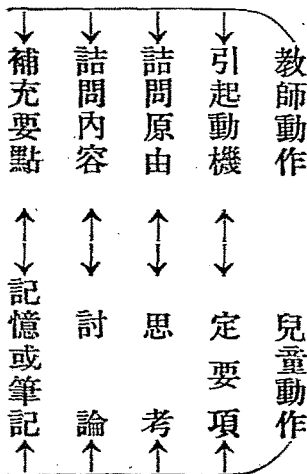 教師動作
兒童動作
引起動機
定要項
詰問原由
思考
詰問內容
討論
補充要點
記憶或筆記